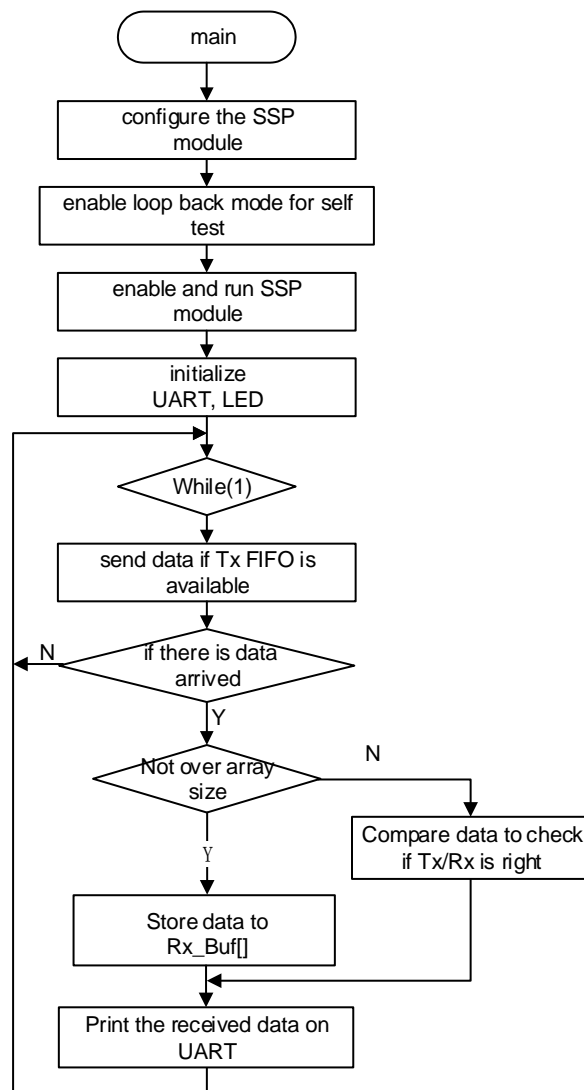 main
configure the SSP
module
enable loop back mode for self
test
enable and run SSP
module
initialize
UART, LED
While(1)
send data if Tx FIFO is
available
N
if there is data
arrived
Y
Not over array
size
N
Compare data to check
if Tx/Rx is right
Y
Store data to
Rx_Buf[]
Print the received data on
UART